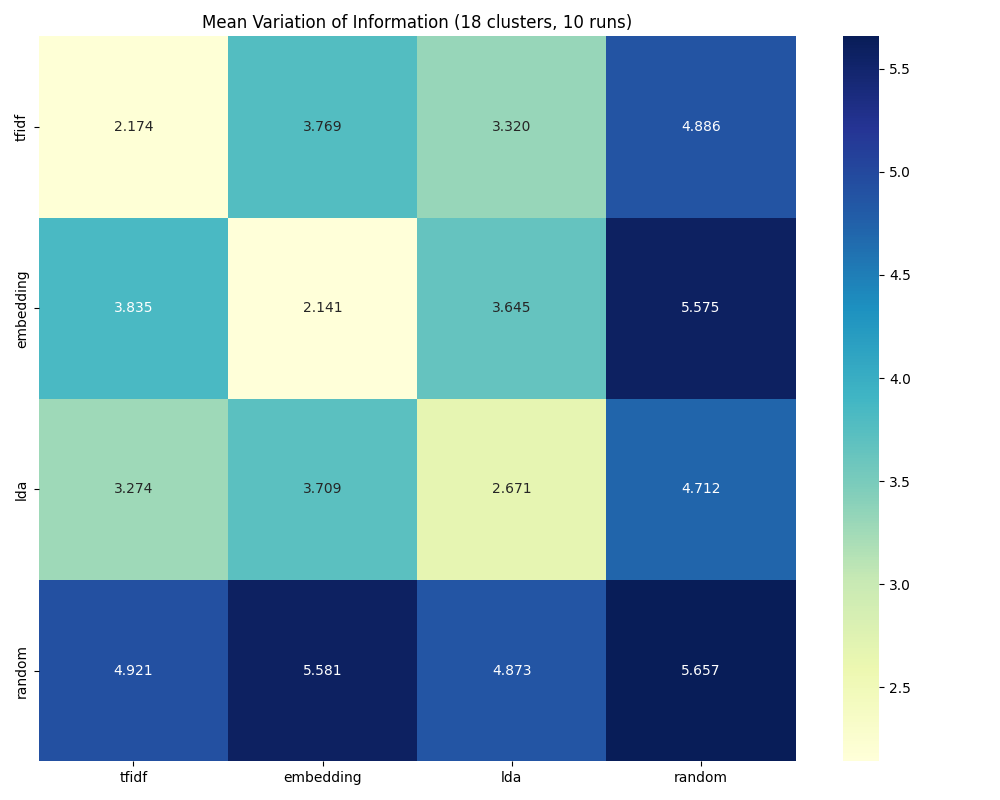 Mean Variation of Information (18 clusters, 10 runs)
tfidf 2.174 3.769 3.320 4.886
embedding 3.835 2.141 3.645 5.575
lda 3.274 3.709 2.671 4.712
random 4.921 5.581 4.873 5.657
tfidf embedding lda random
5.5
5.0
4.5
4.0
3.5
3.0
2.5